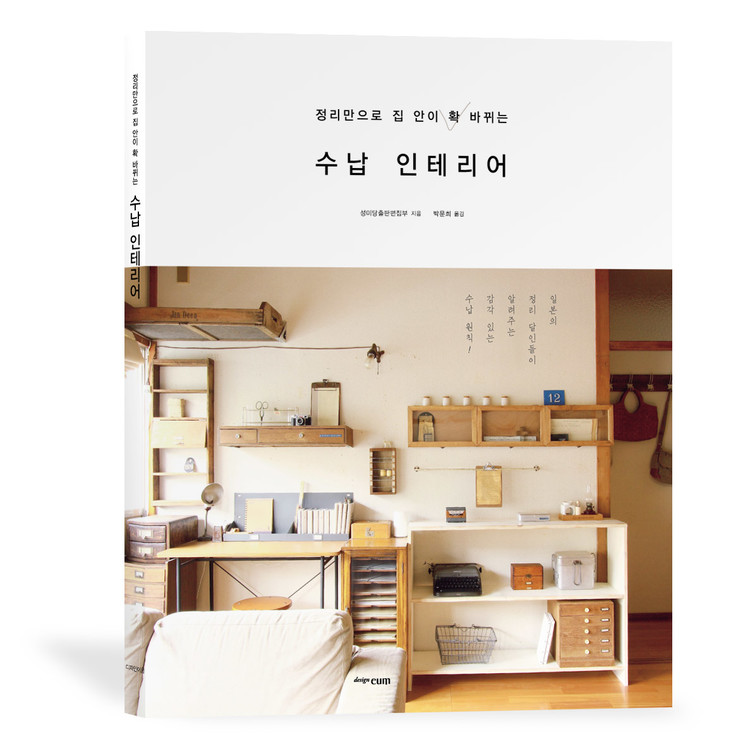 정리만으로 집 안이 확 바뀌는
수납 인테리어
성미당출판편집부 지음 박문희 옮김
일본의
정리 달인들이
알려주는
감각 있는
수납 원칙!
12
design cum
정리만으로 집 안이 확 바뀌는
수납 인테리어